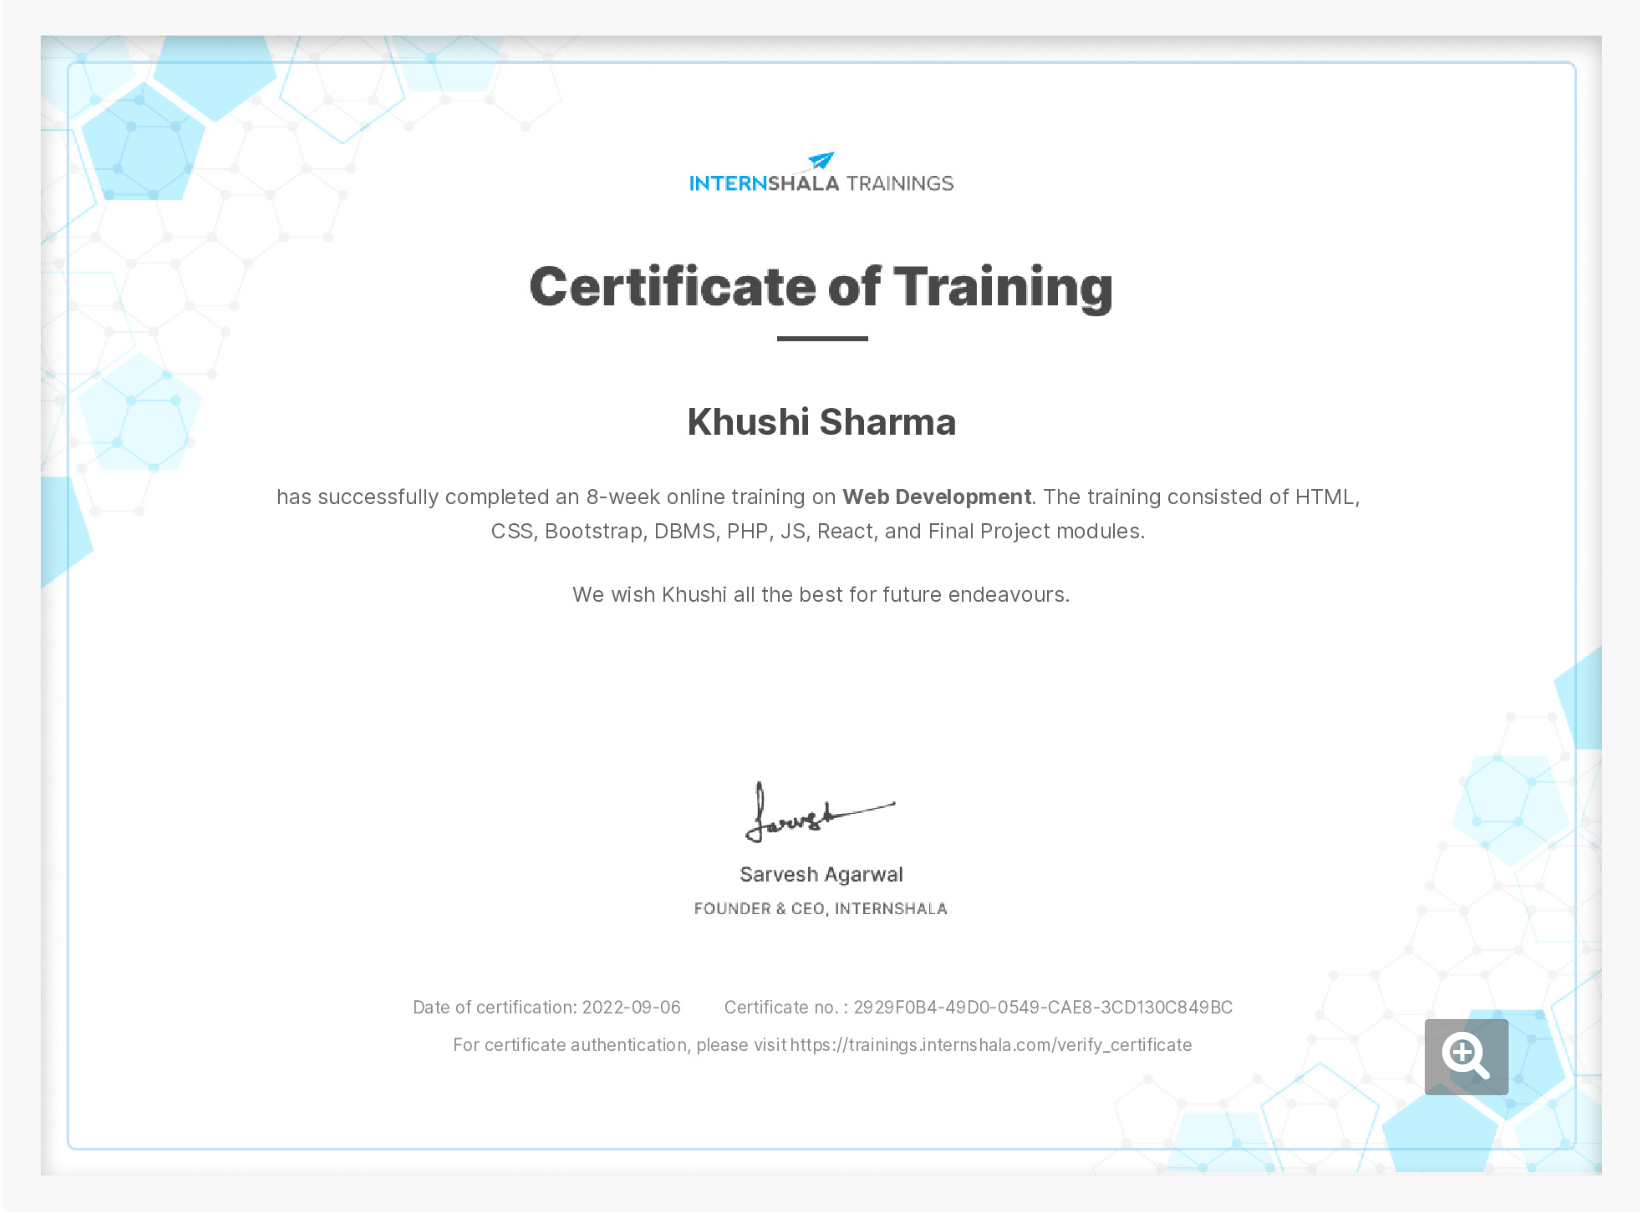 INTERNSHALA TRAININGS
Certificate of Training
Khushi Sharma
has successfully completed an 8-week online training on Web Development. The training consisted of HTML,
CSS, Bootstrap, DBMS, PHP, JS, React, and Final Project modules.
We wish Khushi all the best for future endeavours.
Sarvesh Agarwal
FOUNDER & CEO, INTERNSHALA
Date of certification: 2022-09-06 Certificate no. : 2929F0B4-49D0-0549-CAE8-3CD130C849BC
For certificate authentication, please visit https://trainings.internshala.com/verify_certificate